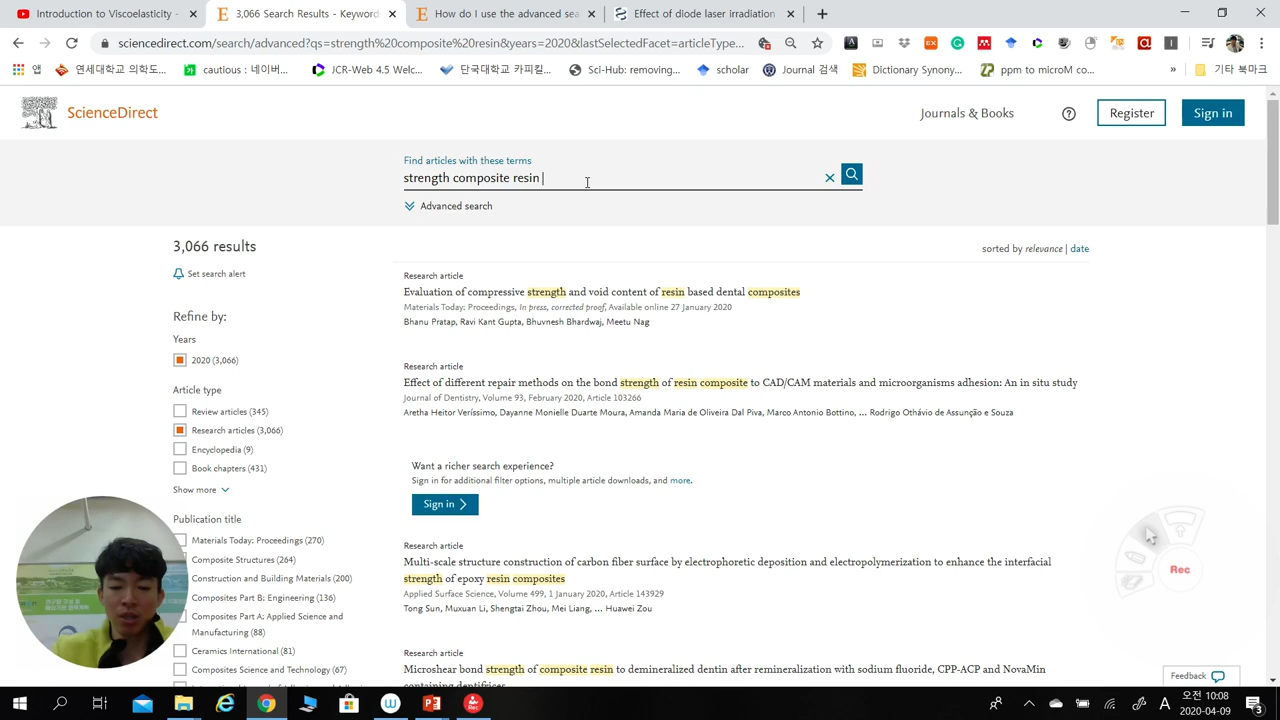 Introduction to Viscoelasticity
3,066 Search Results - Keyword
How do I use the advanced sea
Effect of diode laser irradiation
sciencedirect.com/search/advanced?qs=strength%20composite%20resin&years=2020&lastSelectedFacet=articleType...
앱
연세대학교 의학도...
cautious : 네이버...
JCR-Web 4.5 Welc...
단국대학교 카피킬...
Sci-Hub: removing...
scholar
Journal 검색
Dictionary Synony...
ppm to microM co...
»
기타 북마크
ScienceDirect
Journals & Books
Register
Sign in
Find articles with these terms
strength composite resin
Advanced search
3,066 results
sorted by relevance | date
Set search alert
Refine by:
Years
2020 (3,066)
Article type
Review articles (345)
Research articles (3,066)
Encyclopedia (9)
Book chapters (431)
Show more
Publication title
Materials Today: Proceedings (270)
Composite Structures (264)
Construction and Building Materials (200)
Composites Part B: Engineering (136)
Composites Part A: Applied Science and
Manufacturing (88)
Ceramics International (81)
Composites Science and Technology (67)
Research article
Evaluation of compressive strength and void content of resin based dental composites
Materials Today: Proceedings, In press, corrected proof, Available online 27 January 2020
Bhanu Pratap, Ravi Kant Gupta, Bhuvnesh Bhardwaj, Meetu Nag
Research article
Effect of different repair methods on the bond strength of resin composite to CAD/CAM materials and microorganisms adhesion: An in situ study
Journal of Dentistry, Volume 93, February 2020, Article 103266
Aretha Heitor Veríssimo, Dayanne Monielle Duarte Moura, Amanda Maria de Oliveira Dal Piva, Marco Antonio Bottino, ... Rodrigo Othávio de Assunção e Souza
Want a richer search experience?
Sign in for additional filter options, multiple article downloads, and more.
Sign in
Research article
Multi-scale structure construction of carbon fiber surface by electrophoretic deposition and electropolymerization to enhance the interfacial
strength of epoxy resin composites
Applied Surface Science, Volume 499, 1 January 2020, Article 143929
Tong Sun, Muxuan Li, Shengtai Zhou, Mei Liang, ... Huawei Zou
Research article
Microshear bond strength of composite resin to demineralized dentin after remineralization with sodium fluoride, CPP-ACP and NovaMin
containing dentifrices
Rec
Feedback
A
오전 10:08
2020-04-09
3